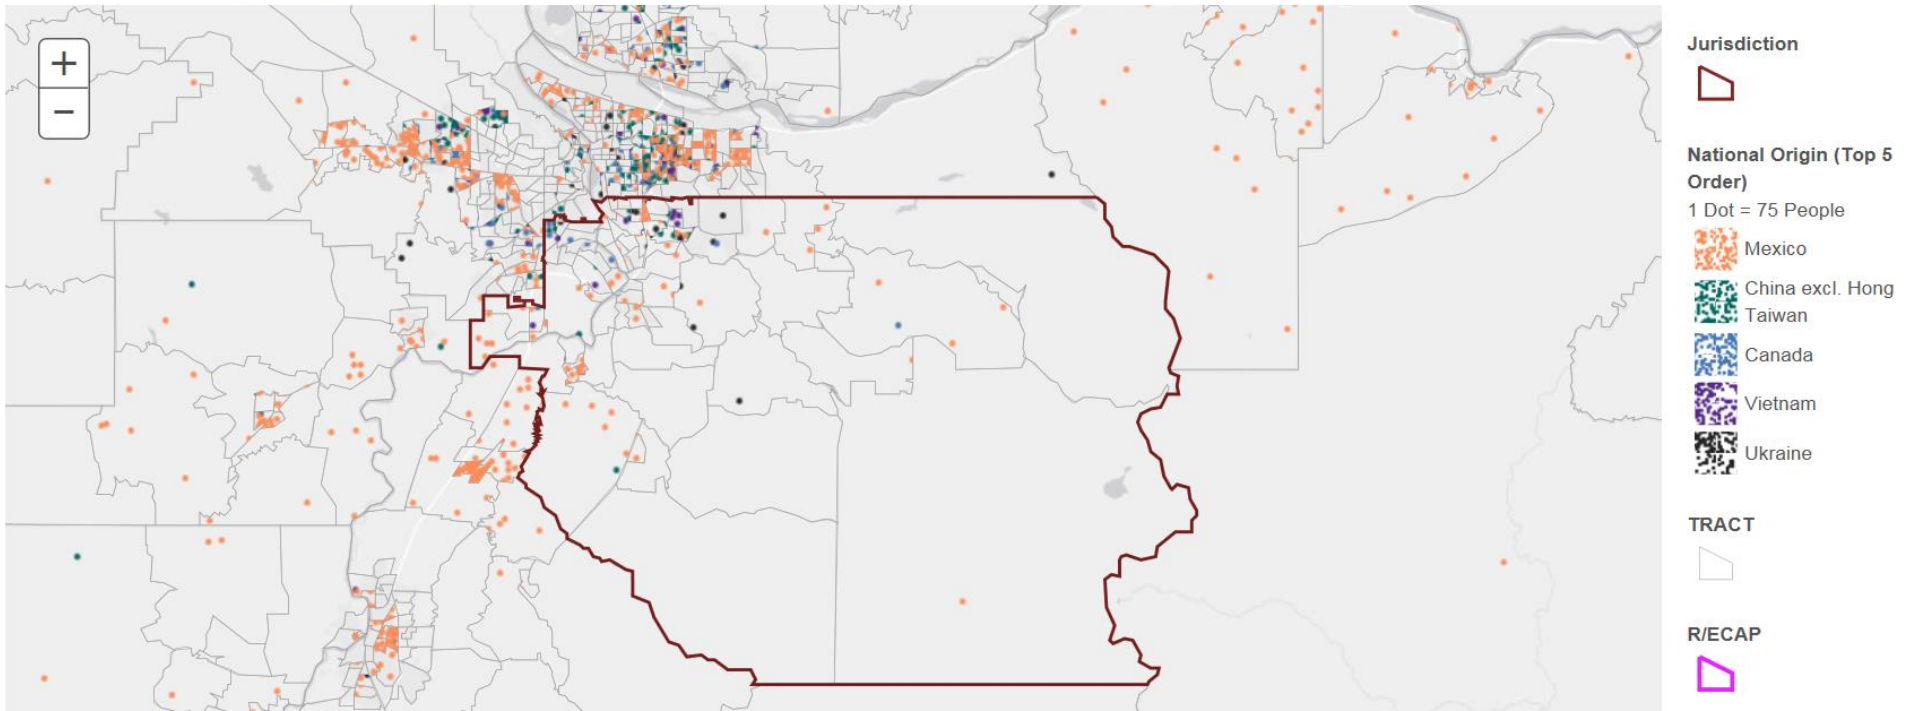 +
−
Jurisdiction
National Origin (Top 5
Order)
1 Dot = 75 People
Mexico
China excl. Hong
Taiwan
Canada
Vietnam
Ukraine
TRACT
R/ECAP